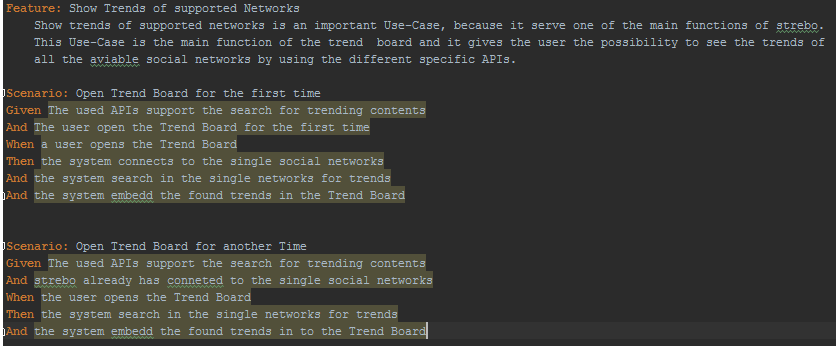 Feature: Show Trends of supported Networks
Show trends of supported networks is an important Use-Case, because it serve one of the main functions of strebo.
This Use-Case is the main function of the trend  board and it gives the user the possibility to see the trends of
all the aviable social networks by using the different specific APIs.
Scenario: Open Trend Board for the first time
Given The used APIs support the search for trending contents
And The user open the Trend Board for the first time
When a user opens the Trend Board
Then the system connects to the single social networks
And the system search in the single networks for trends
And the system embedd the found trends in the Trend Board
Scenario: Open Trend Board for another Time
Given The used APIs support the search for trending contents
And strebo already has conneted to the single social networks
When the user opens the Trend Board
Then the system search in the single networks for trends
And the system embedd the found trends in to the Trend Board